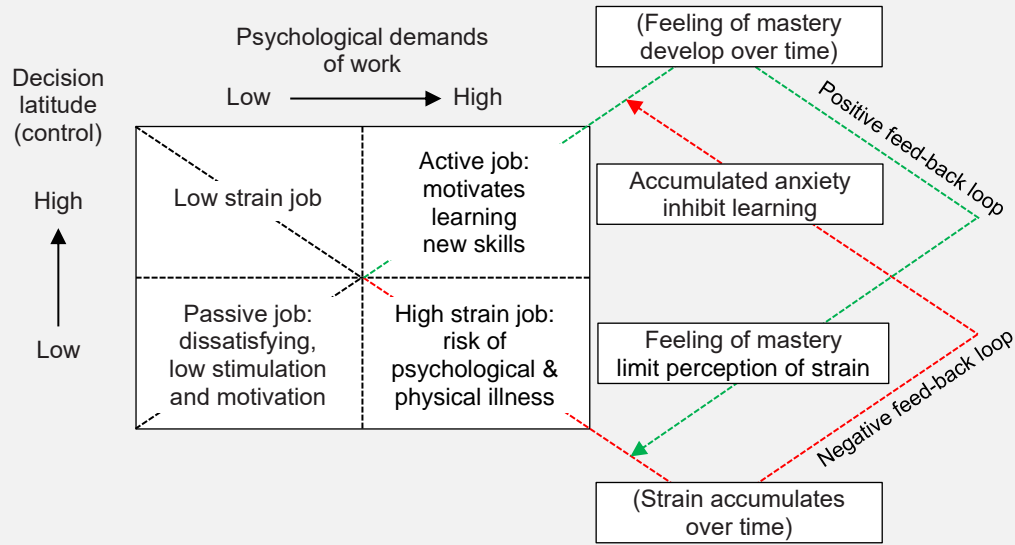 Psychological demands
of work
Low
High
Decision
latitude
(control)
High
Low
Low strain job
Active job:
motivates
learning
new skills
Passive job:
dissatisfying,
low stimulation
and motivation
High strain job:
risk of
psychological &
physical illness
(Feeling of mastery
develop over time)
Positive feed-back loop
Accumulated anxiety
inhibit learning
Feeling of mastery
limit perception of strain
Negative feed-back loop
(Strain accumulates
over time)